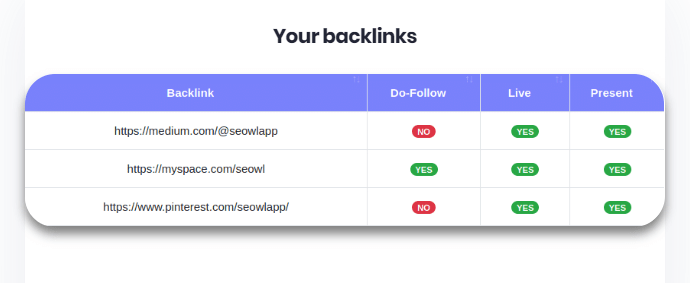 Your backlinks
Backlink Do-Follow Live Present
https://medium.com/@seowlapp NO YES YES
https://myspace.com/seowl YES YES YES
https://www.pinterest.com/seowlapp/ NO YES YES